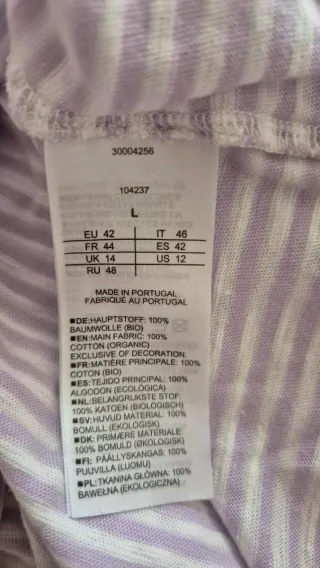 30004256
104237
L
EU 42 IT 46
FR 44 ES 42
UK 14 US 12
RU 48
MADE IN PORTUGAL
FABRIQUÉ AU PORTUGAL
■DE:HAUPTSTOFF: 100%
BAUMWOLLE (BIO)
■EN:MAIN FABRIC: 100%
COTTON (ORGANIC)
EXCLUSIVE OF DECORATION.
■FR:MATIÈRE PRINCIPALE: 100%
COTON (BIO)
■ES:TEJIDO PRINCIPAL: 100%
ALGODÓN (ECOLÓGICA)
■NL:BELANGRIJKSTE STOF:
100% KATOEN (BIOLOGISCH)
■SV:HUVUD MATERIAL: 100%
BOMULL (EKOLOGISK)
■DK:PRIMÆRE MATERIALE:
100% BOMULD (ØKOLOGISK)
■FI: PÄÄLLYSKANGAS: 100%
PUUVILLA (LUOMU)
■PL:TKANINA GŁÓWNA: 100%
BAWEŁNA (EKOLOGICZNA)